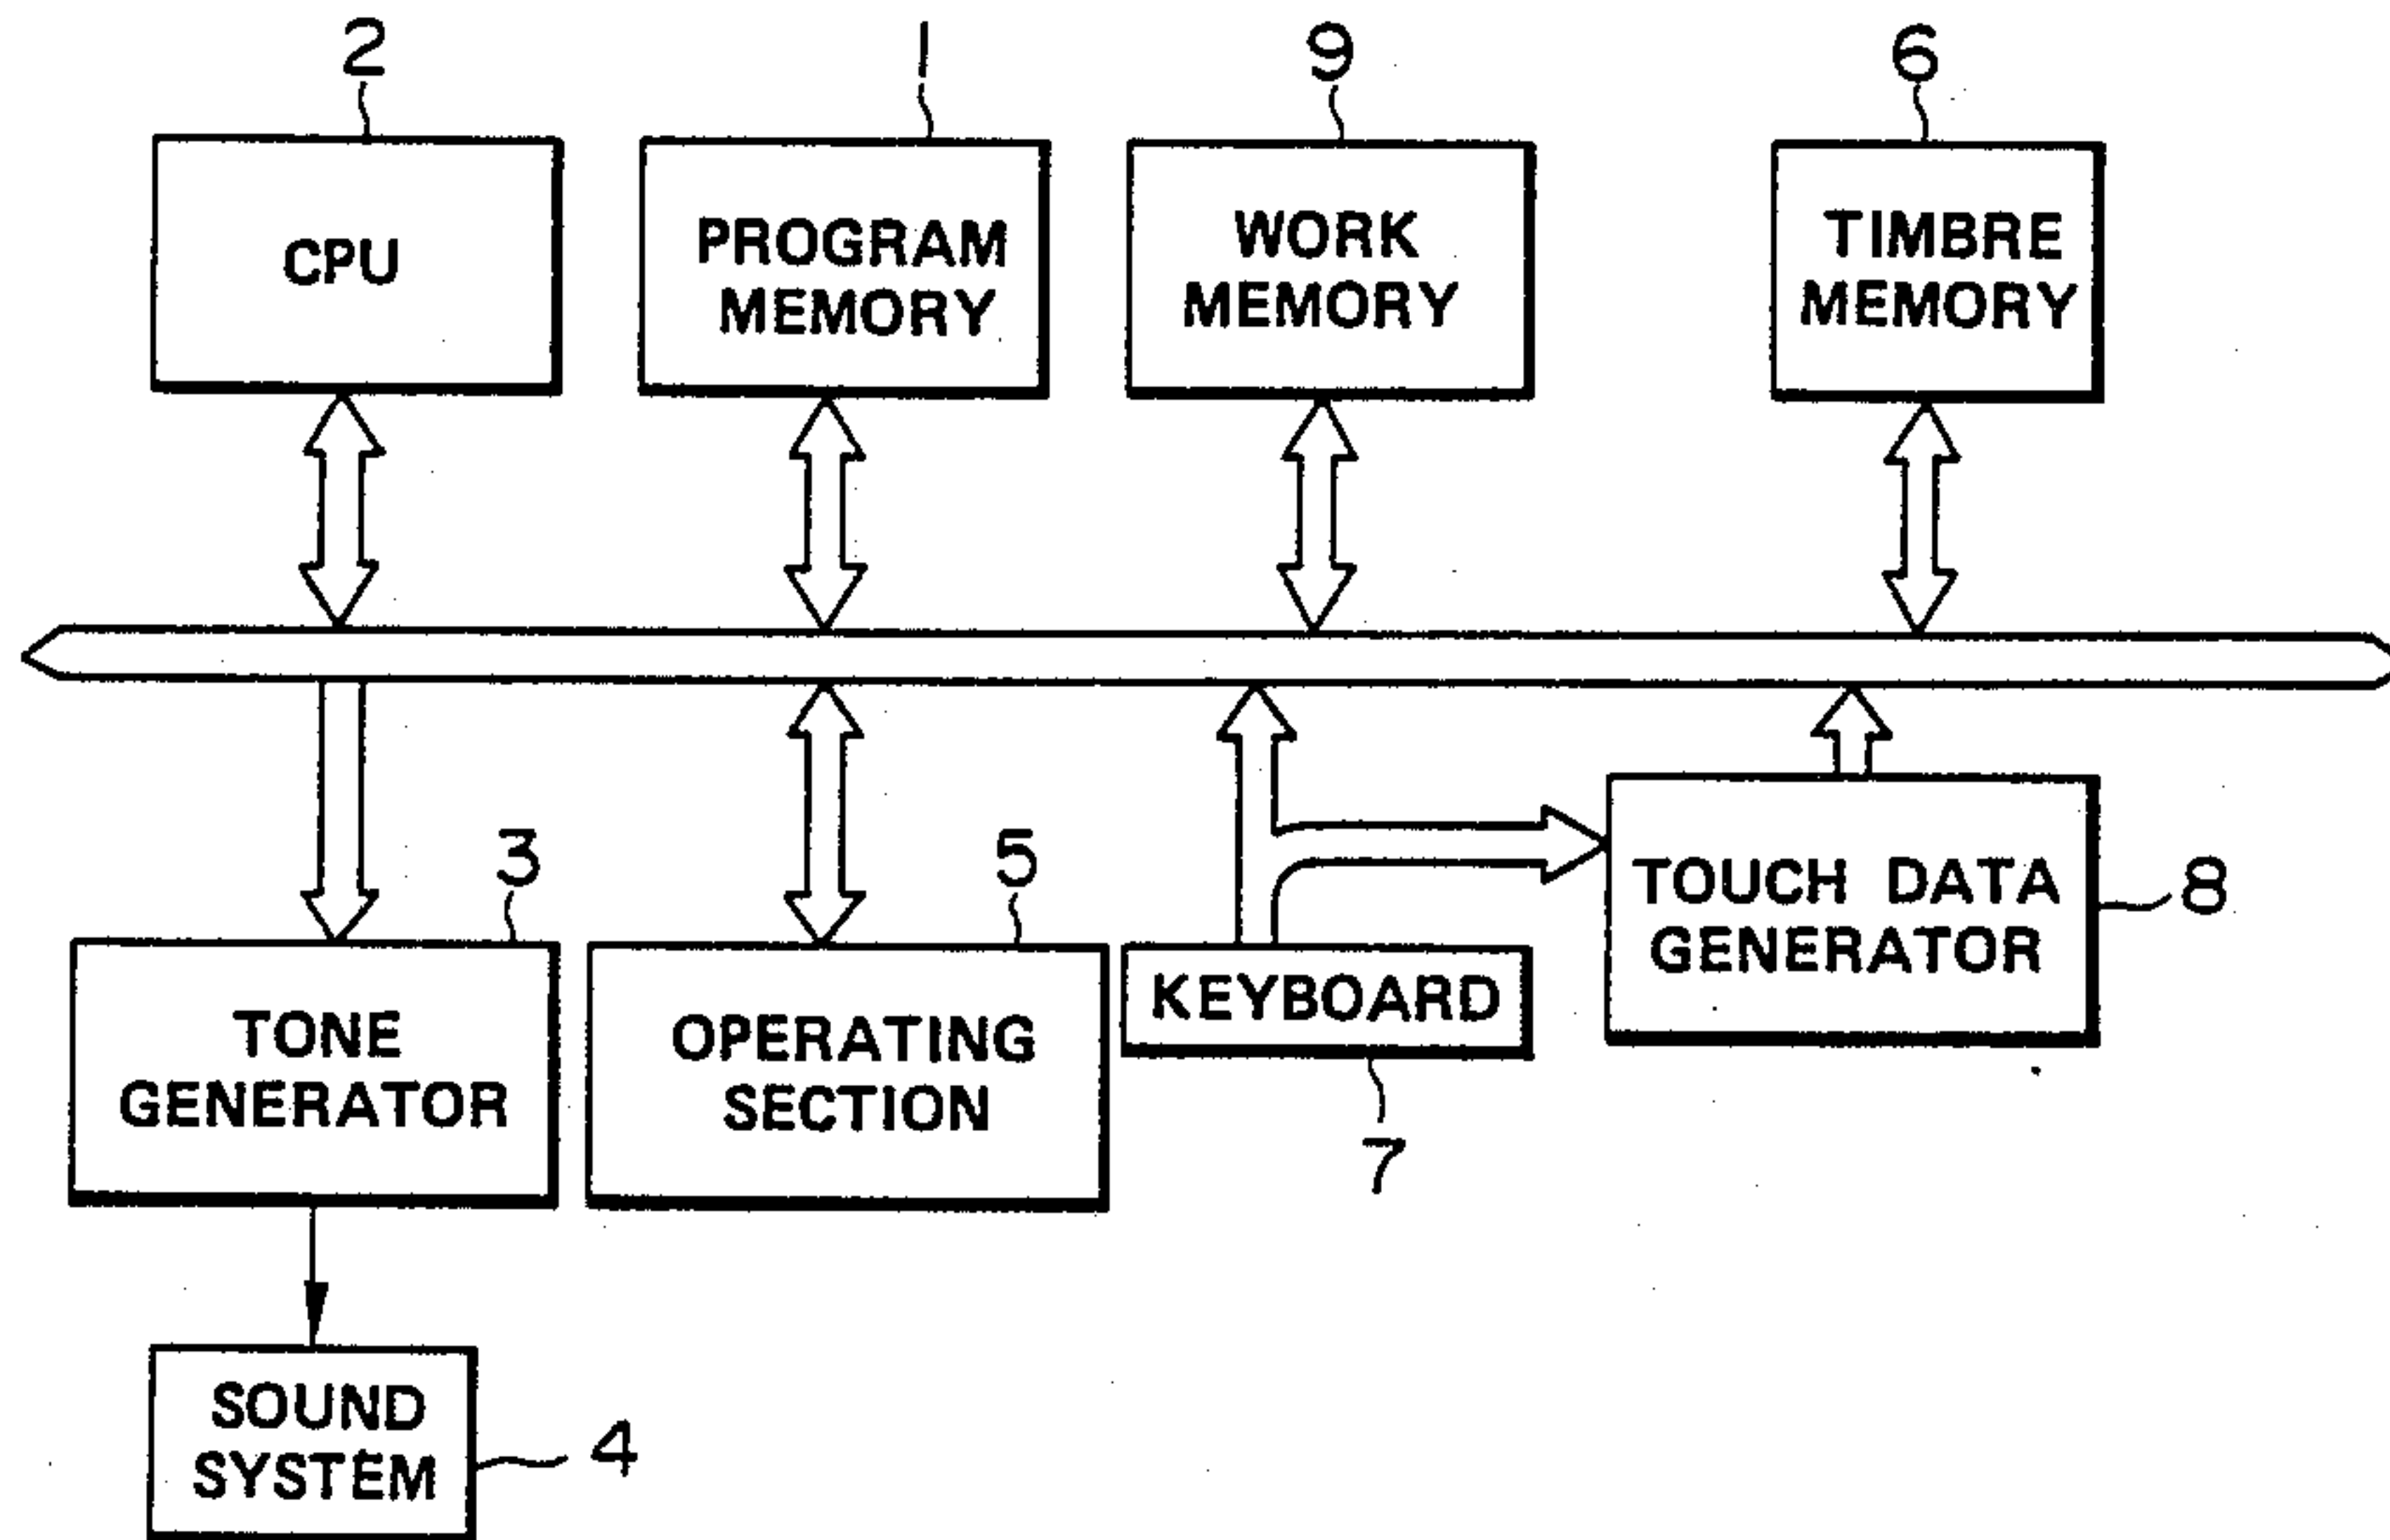 2
1
9
6
CPU
PROGRAM
MEMORY
WORK
MEMORY
TIMBRE
MEMORY
3
5
TONE
GENERATOR
OPERATING
SECTION
KEYBOARD
7
TOUCH DATA
GENERATOR
8
SOUND
SYSTEM
4